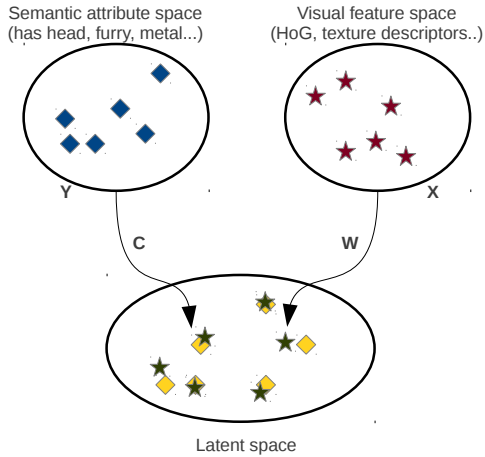 Semantic attribute space
(has head, furry, metal...)
Visual feature space
(HoG, texture descriptors..)
Y
X
C
W
Latent space